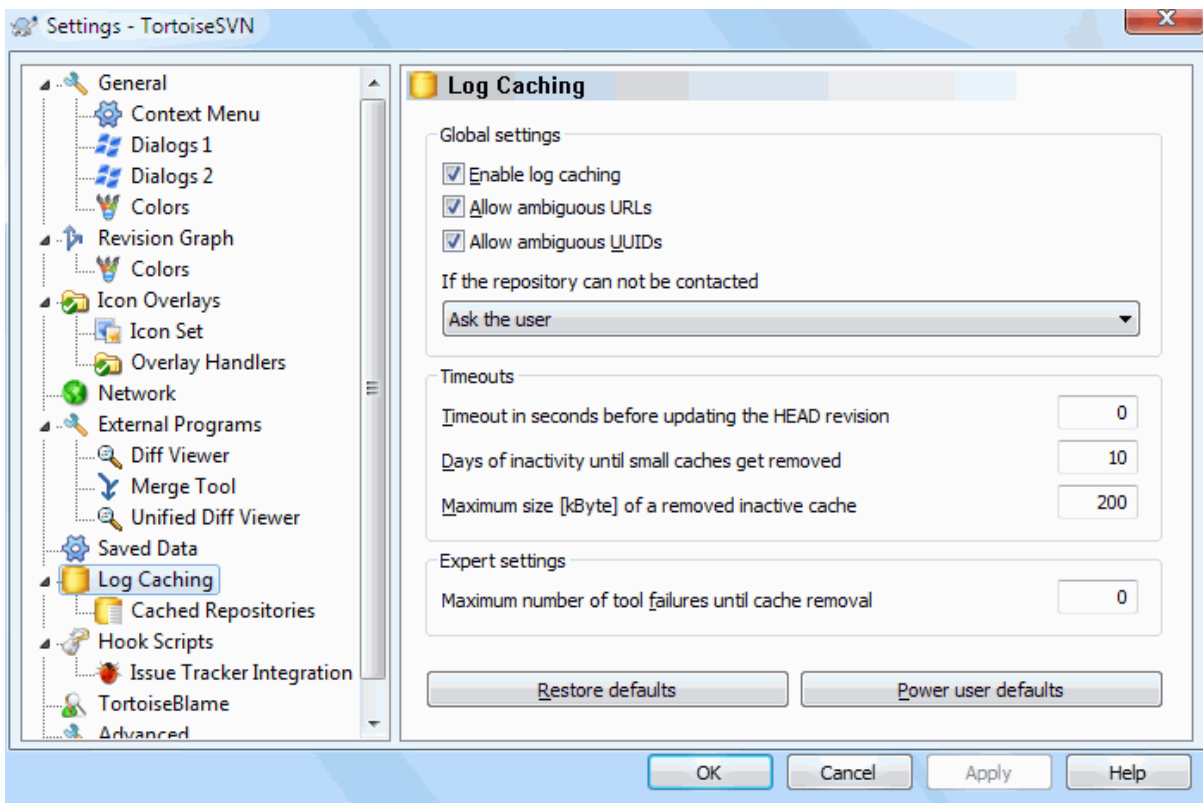 Settings - TortoiseSVN
General
Context Menu
Dialogs 1
Dialogs 2
Colors
Revision Graph
Colors
Icon Overlays
Icon Set
Overlay Handlers
Network
External Programs
Diff Viewer
Merge Tool
Unified Diff Viewer
Saved Data
Log Caching
Cached Repositories
Hook Scripts
Issue Tracker Integration
TortoiseBlame
Advanced
Log Caching
Global settings
Enable log caching
Allow ambiguous URLs
Allow ambiguous UUIDs
If the repository can not be contacted
Ask the user
Timeouts
Timeout in seconds before updating the HEAD revision 0
Days of inactivity until small caches get removed 10
Maximum size [kByte] of a removed inactive cache 200
Expert settings
Maximum number of tool failures until cache removal 0
Restore defaults Power user defaults
OK Cancel Apply Help